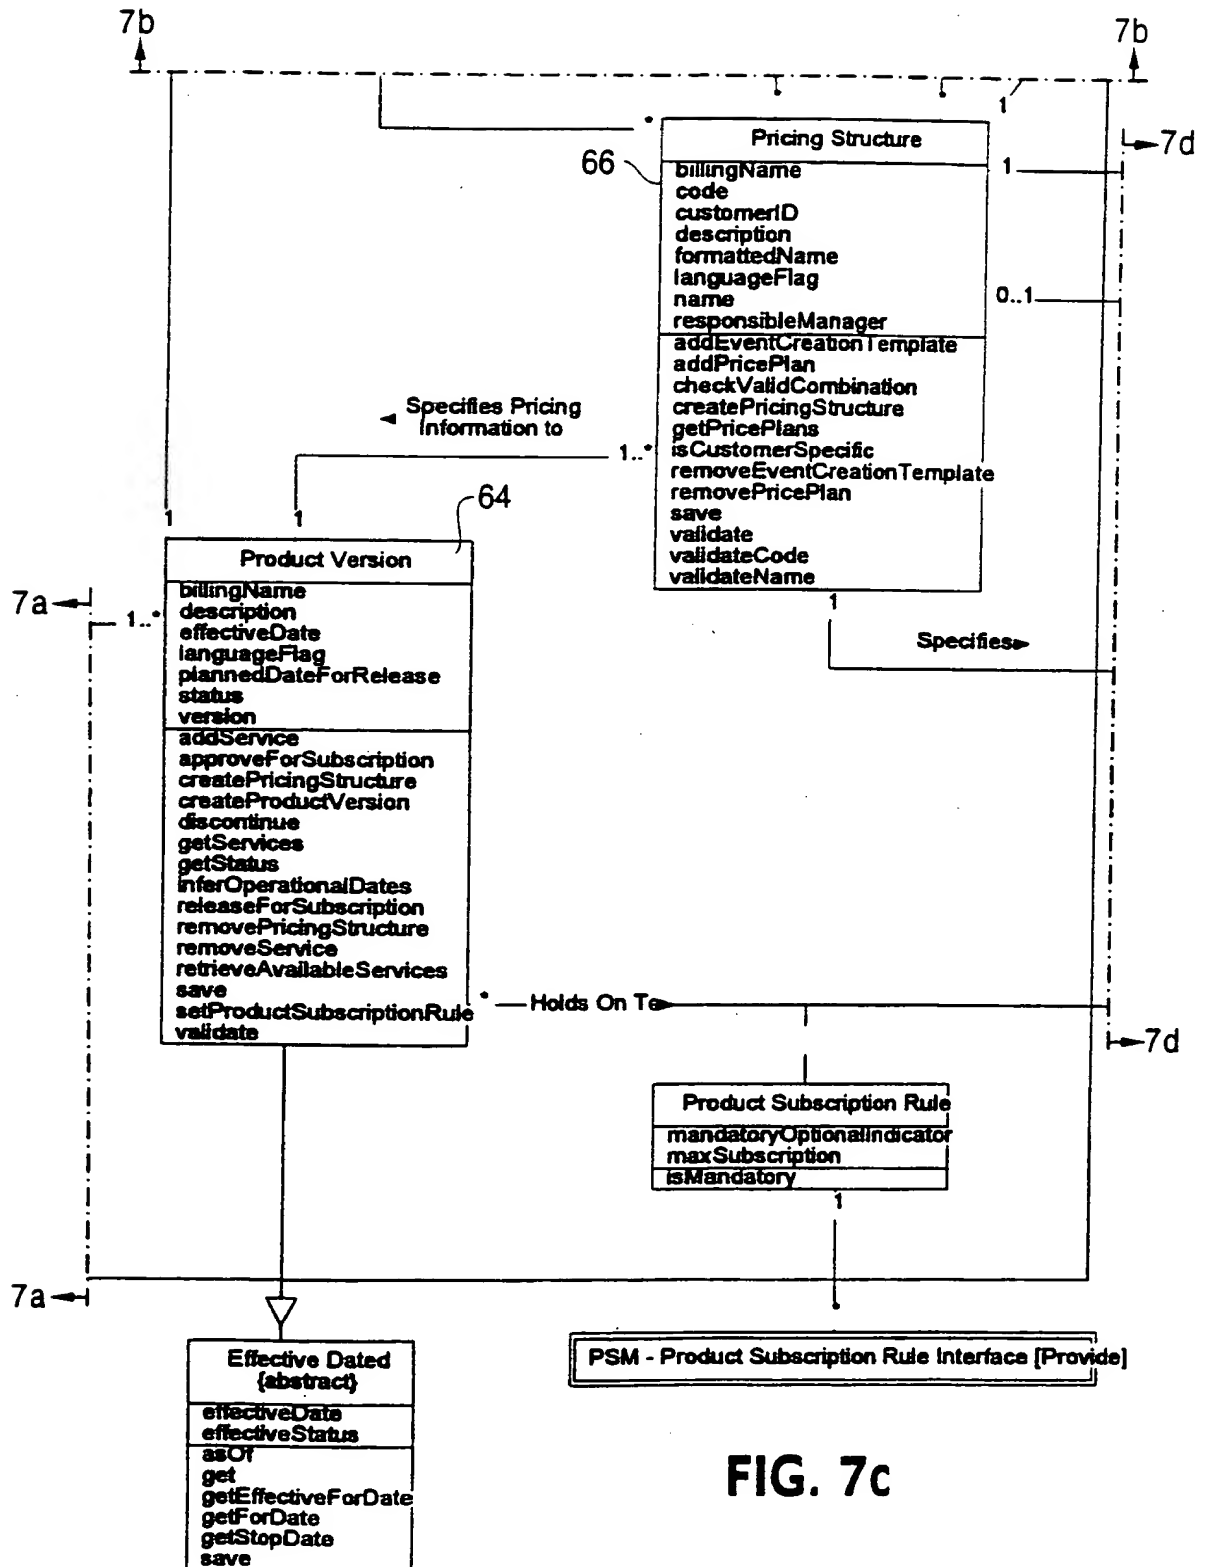 7b
7b
*
*
*
1
Pricing Structure
7d
66
billingName
1
code
customerID
description
formattedName
languageFlag
name
0..1
responsibleManager
addEventCreationTemplate
addPricePlan
checkValidCombination
createPricingStructure
getPricePlans
isCustomerSpecific
removeEventCreationTemplate
removePricePlan
save
validate
validateCode
validateName
Specifies Pricing
Information to
1..*
1
1
64
1
Specifies
Product Version
7a
1..*
billingName
description
effectiveDate
languageFlag
plannedDateForRelease
status
version
addService
approveForSubscription
createPricingStructure
createProductVersion
discontinue
getServices
getStatus
inferOperationalDates
releaseForSubscription
removePricingStructure
removeService
retrieveAvailableServices
save
setProductSubscriptionRule
validate
* Holds On Te
7d
Product Subscription Rule
mandatoryOptionalIndicator
maxSubscription
isMandatory
1
*
7a
PSM - Product Subscription Rule Interface [Provide]
Effective Dated
{abstract}
effectiveDate
effectiveStatus
asOf
get
getEffectiveForDate
getForDate
getStopDate
save
FIG. 7c